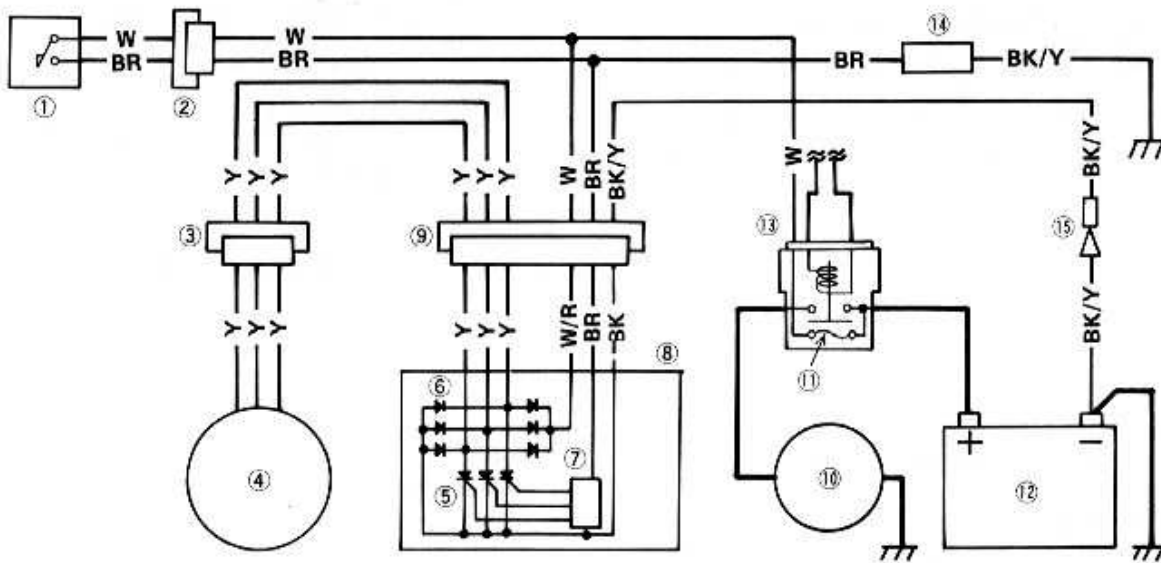 W W
BR BR BR ⑭ BK/Y
① ②
Y Y Y Y Y Y W BR BK/Y W BK/Y
③ ⑨ ⑬ ⑮
Y Y Y Y Y Y W/R BR BK BK/Y
⑧ ⑪
⑥
+ −
④ ⑤ ⑦ ⑩ ⑫